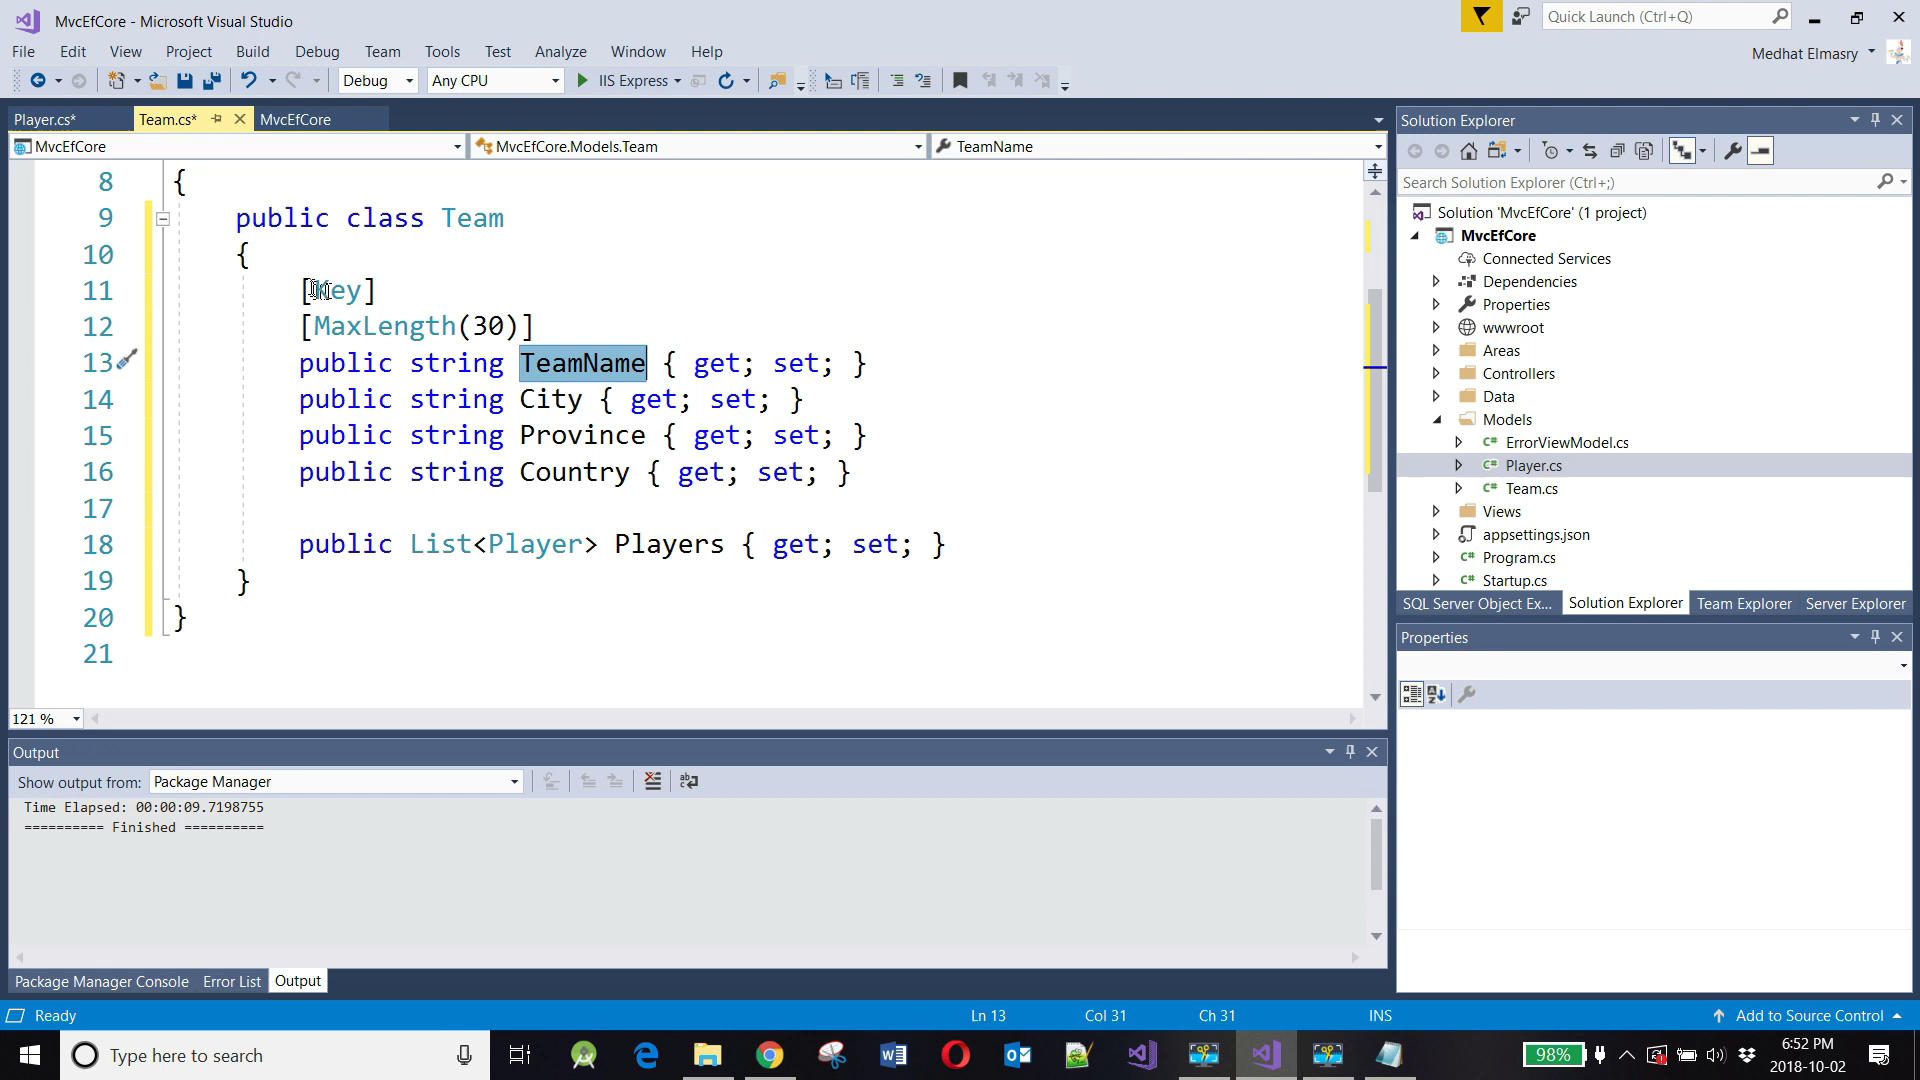 MvcEfCore - Microsoft Visual Studio
Quick Launch (Ctrl+Q)
File Edit View Project Build Debug Team Tools Test Analyze Window Help
Medhat Elmasry
Debug Any CPU IIS Express
Player.cs* Team.cs* MvcEfCore
MvcEfCore MvcEfCore.Models.Team TeamName
8 {
9 public class Team
10 {
11 [Key]
12 [MaxLength(30)]
13 public string TeamName { get; set; }
14 public string City { get; set; }
15 public string Province { get; set; }
16 public string Country { get; set; }
17
18 public List<Player> Players { get; set; }
19 }
20 }
21
121 %
Output
Show output from: Package Manager
Time Elapsed: 00:00:09.7198755
========== Finished ==========
Package Manager Console Error List Output
Solution Explorer
Search Solution Explorer (Ctrl+;)
Solution 'MvcEfCore' (1 project)
MvcEfCore
Connected Services
Dependencies
Properties
wwwroot
Areas
Controllers
Data
Models
C# ErrorViewModel.cs
C# Player.cs
C# Team.cs
Views
appsettings.json
C# Program.cs
C# Startup.cs
SQL Server Object Ex... Solution Explorer Team Explorer Server Explorer
Properties
Ready Ln 13 Col 31 Ch 31 INS Add to Source Control
Type here to search
98%
6:52 PM
2018-10-02